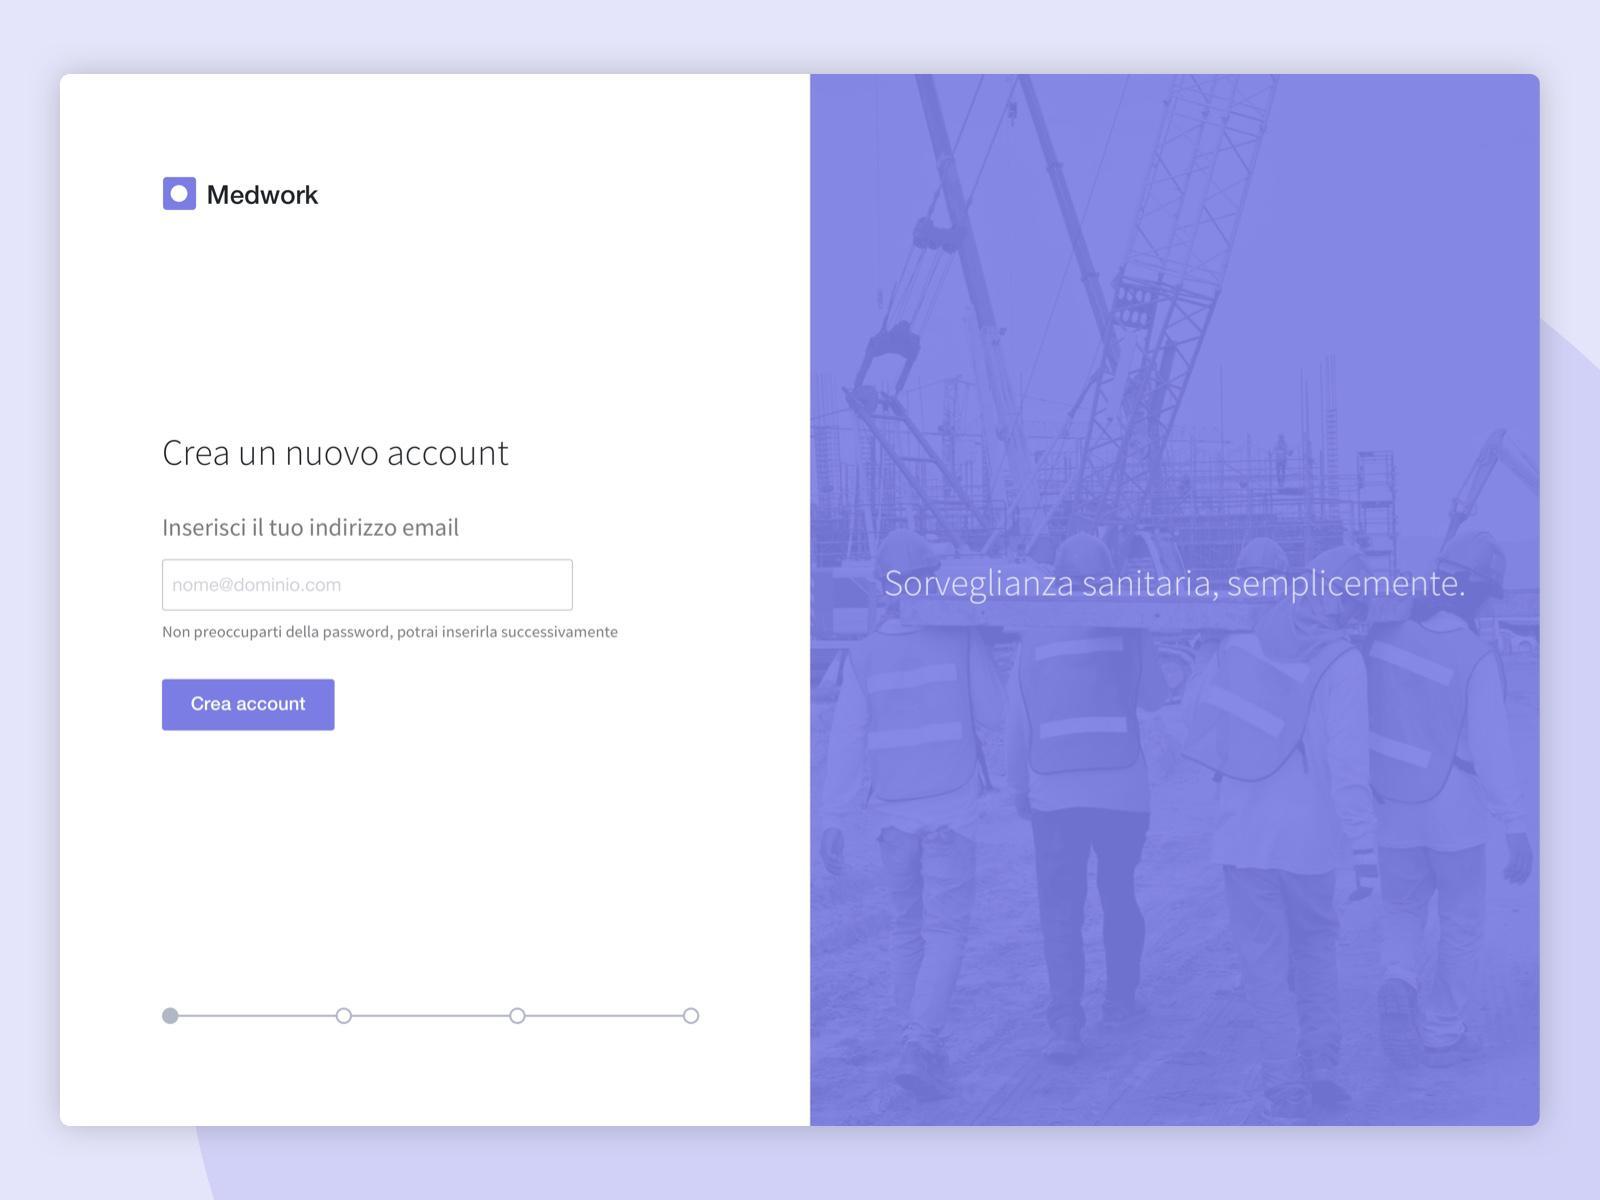 Medwork
Crea un nuovo account
Inserisci il tuo indirizzo email
nome@dominio.com
Non preoccuparti della password, potrai inserirla successivamente
Crea account
Sorveglianza sanitaria, semplicemente.